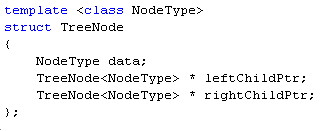 template <class NodeType>
struct TreeNode
{
    NodeType data;
    TreeNode<NodeType> * leftChildPtr;
    TreeNode<NodeType> * rightChildPtr;
};